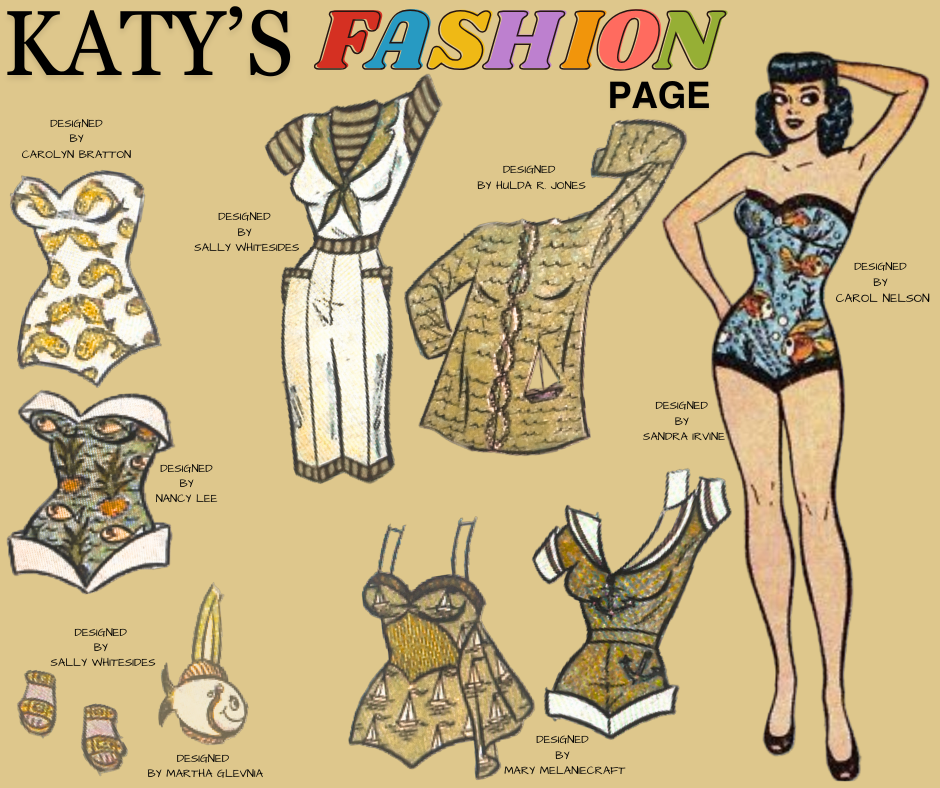 KATY'S FASHION
PAGE
DESIGNED
BY
CAROLYN BRATTON
DESIGNED
BY HULDA R. JONES
DESIGNED
BY
SALLY WHITESIDES
DESIGNED
BY
CAROL NELSON
DESIGNED
BY
SANDRA IRVINE
DESIGNED
BY
NANCY LEE
DESIGNED
BY
SALLY WHITESIDES
DESIGNED
BY
MARY MELANIECRAFT
DESIGNED
BY MARTHA GLEVNIA